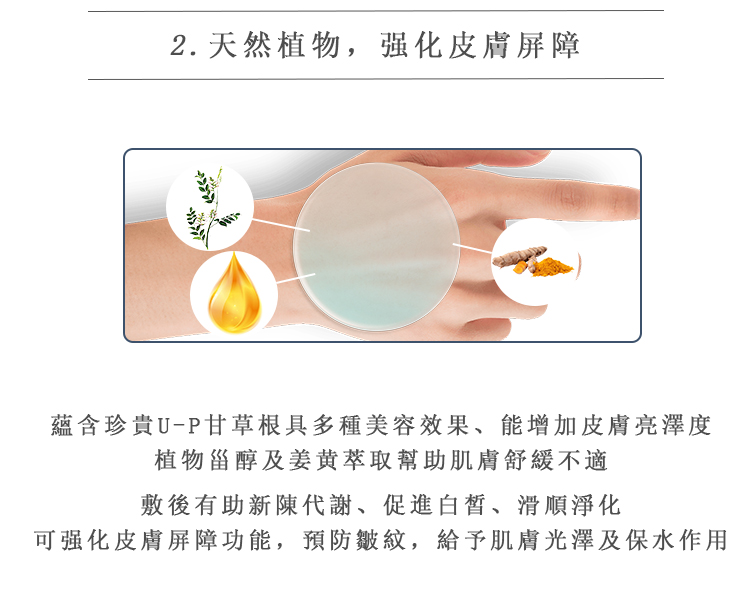 2.天然植物，强化皮膚屏障
蘊含珍貴U-P甘草根具多種美容效果、能增加皮膚亮澤度
植物甾醇及姜黄萃取幫助肌膚舒緩不適
敷後有助新陳代謝、促進白皙、滑順淨化
可强化皮膚屏障功能，預防皺紋，給予肌膚光澤及保水作用